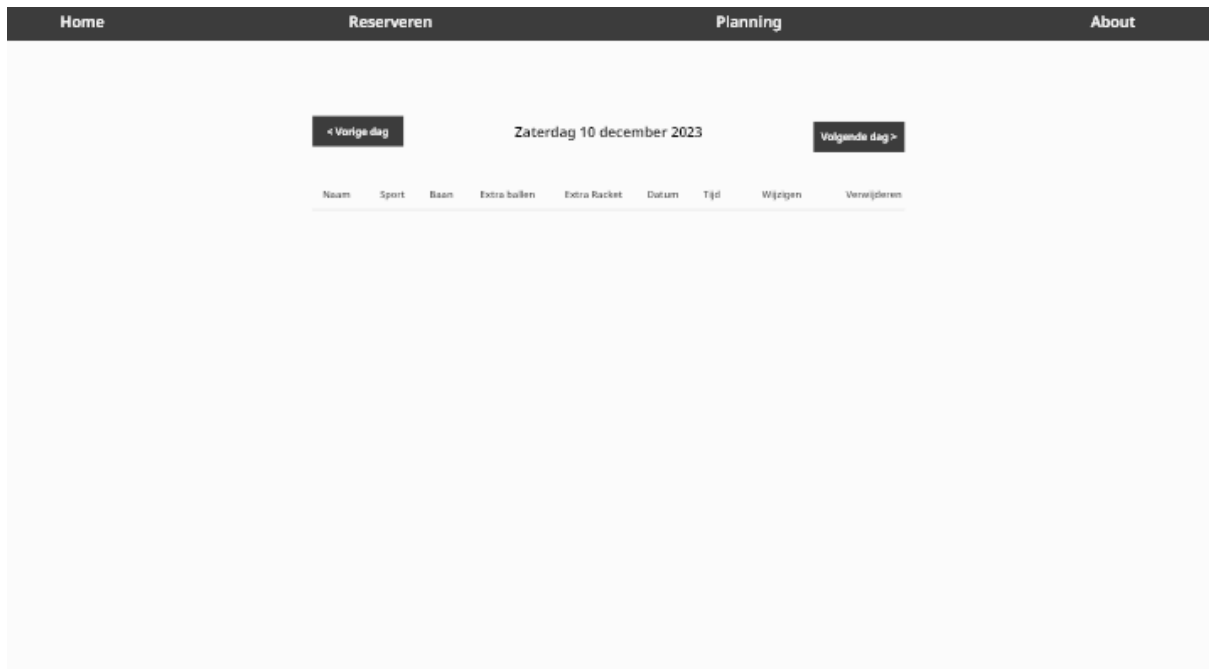 Home Reserveren Planning About
< Vorige dag Zaterdag 10 december 2023 Volgende dag >
Naam Sport Baan Extra ballen Extra Racket Datum Tijd Wijzigen Verwijderen